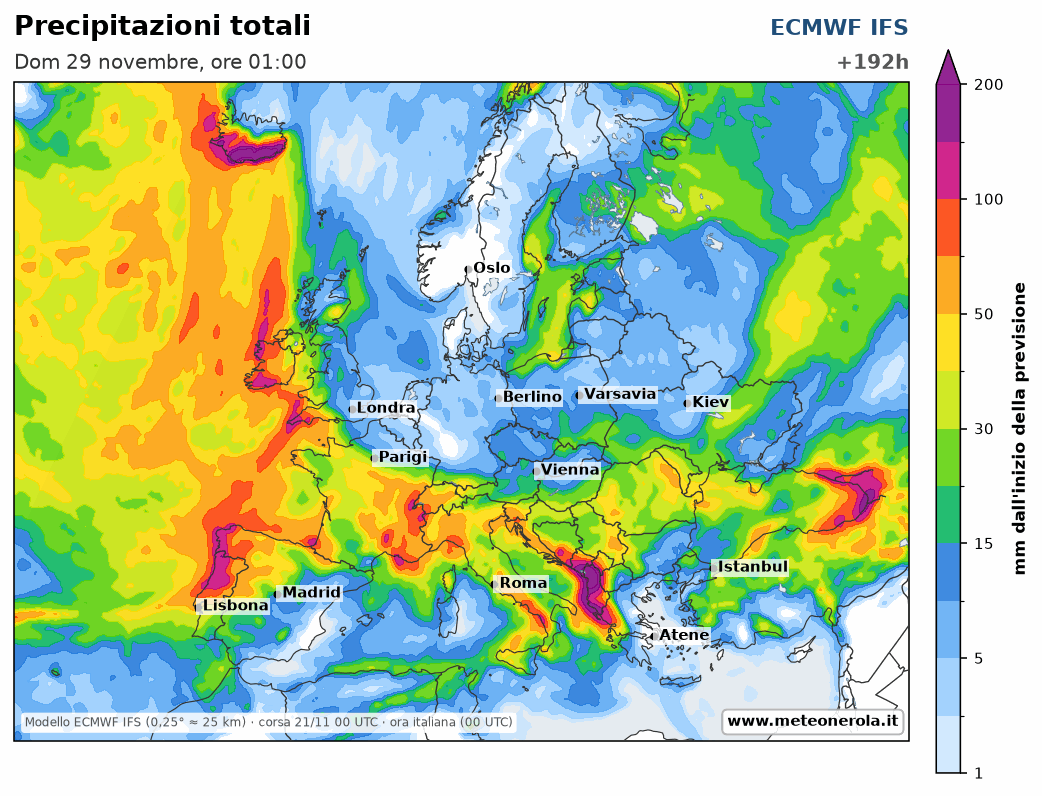 Precipitazioni totali
ECMWF IFS
Dom 29 novembre, ore 01:00
+192h
200
100
50
30
15
5
1
mm dall'inizio della previsione
Oslo
Londra
Berlino
Varsavia
Kiev
Parigi
Vienna
Roma
Istanbul
Madrid
Lisbona
Atene
Modello ECMWF IFS (0,25° ≈ 25 km) · corsa 21/11 00 UTC · ora italiana (00 UTC)
www.meteonerola.it